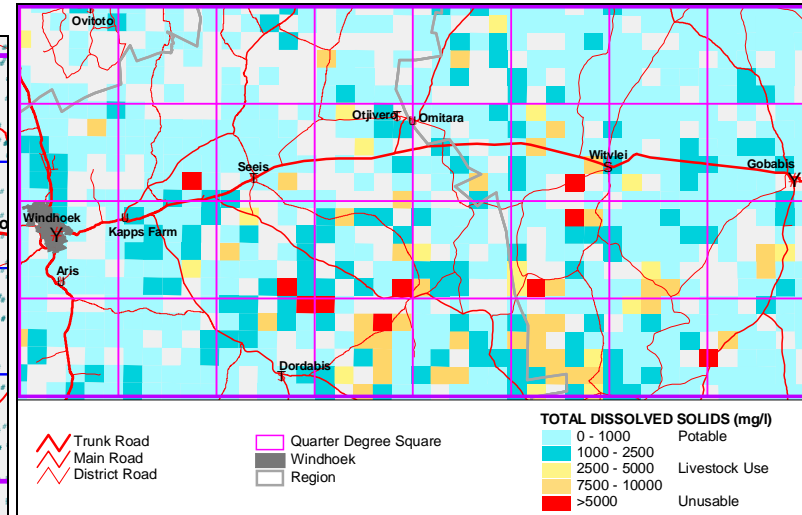 Ovitoto
Otjivero
Omitara
Witvlei
Gobabis
Seeis
Windhoek
Kapps Farm
Aris
Dordabis
Trunk Road
Main Road
District Road
Quarter Degree Square
Windhoek
Region
TOTAL DISSOLVED SOLIDS (mg/l)
0 - 1000 Potable
1000 - 2500
2500 - 5000 Livestock Use
7500 - 10000
>5000 Unusable